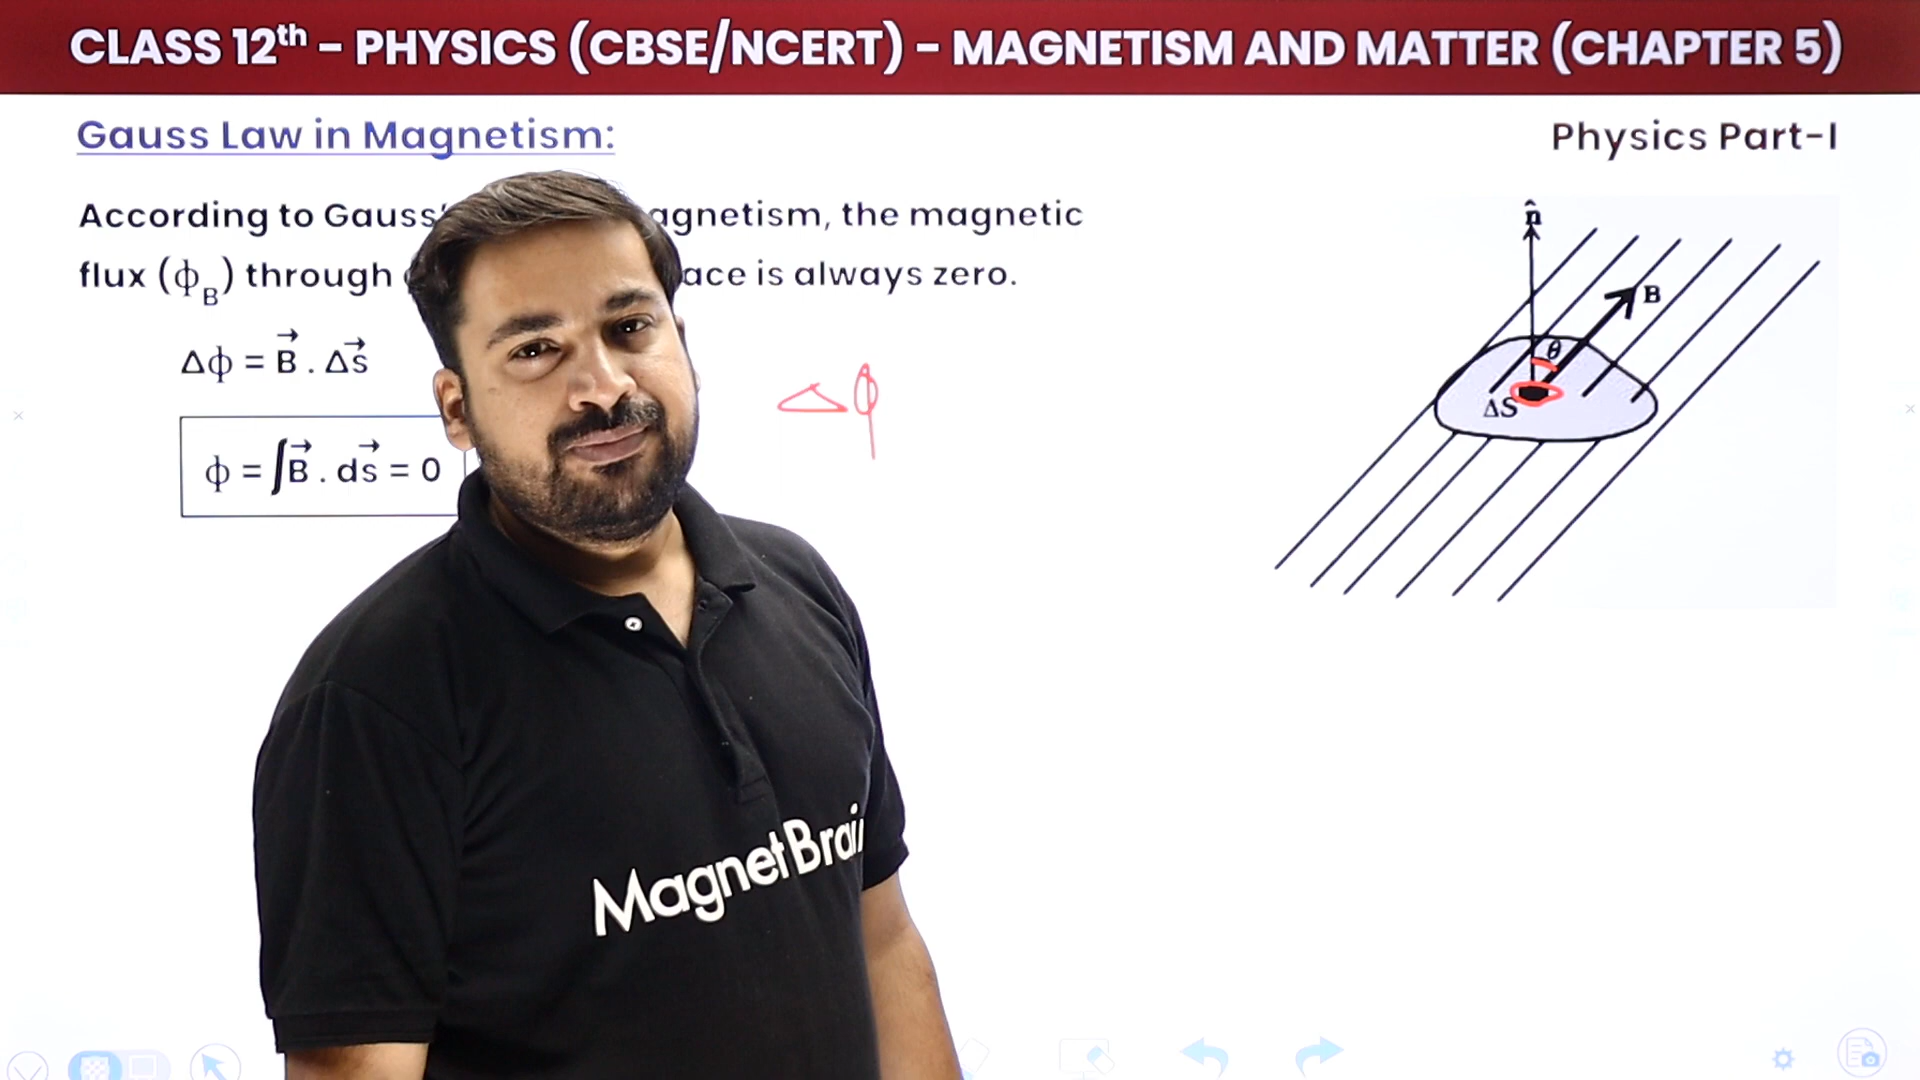 CLASS 12th – PHYSICS (CBSE/NCERT) – MAGNETISM AND MATTER (CHAPTER 5)
Gauss Law in Magnetism:
Physics Part-I
According to Gauss' agnetism, the magnetic
flux (ϕB) through ace is always zero.
Δϕ = B⃗ . Δs⃗
ϕ = ∫B⃗ . ds⃗ = 0
Δϕ
n̂
B
θ
ΔS
MagnetBrai